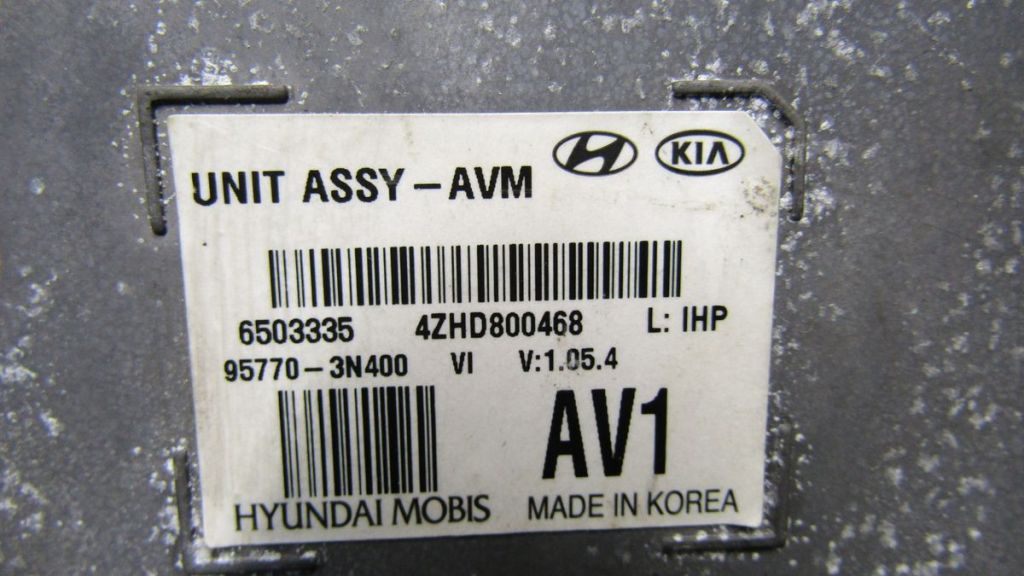 UNIT ASSY-AVM
KIA
6503335 4ZHD800468 L: IHP
95770-3N400 VI V:1.05.4
AV1
HYUNDAI MOBIS MADE IN KOREA